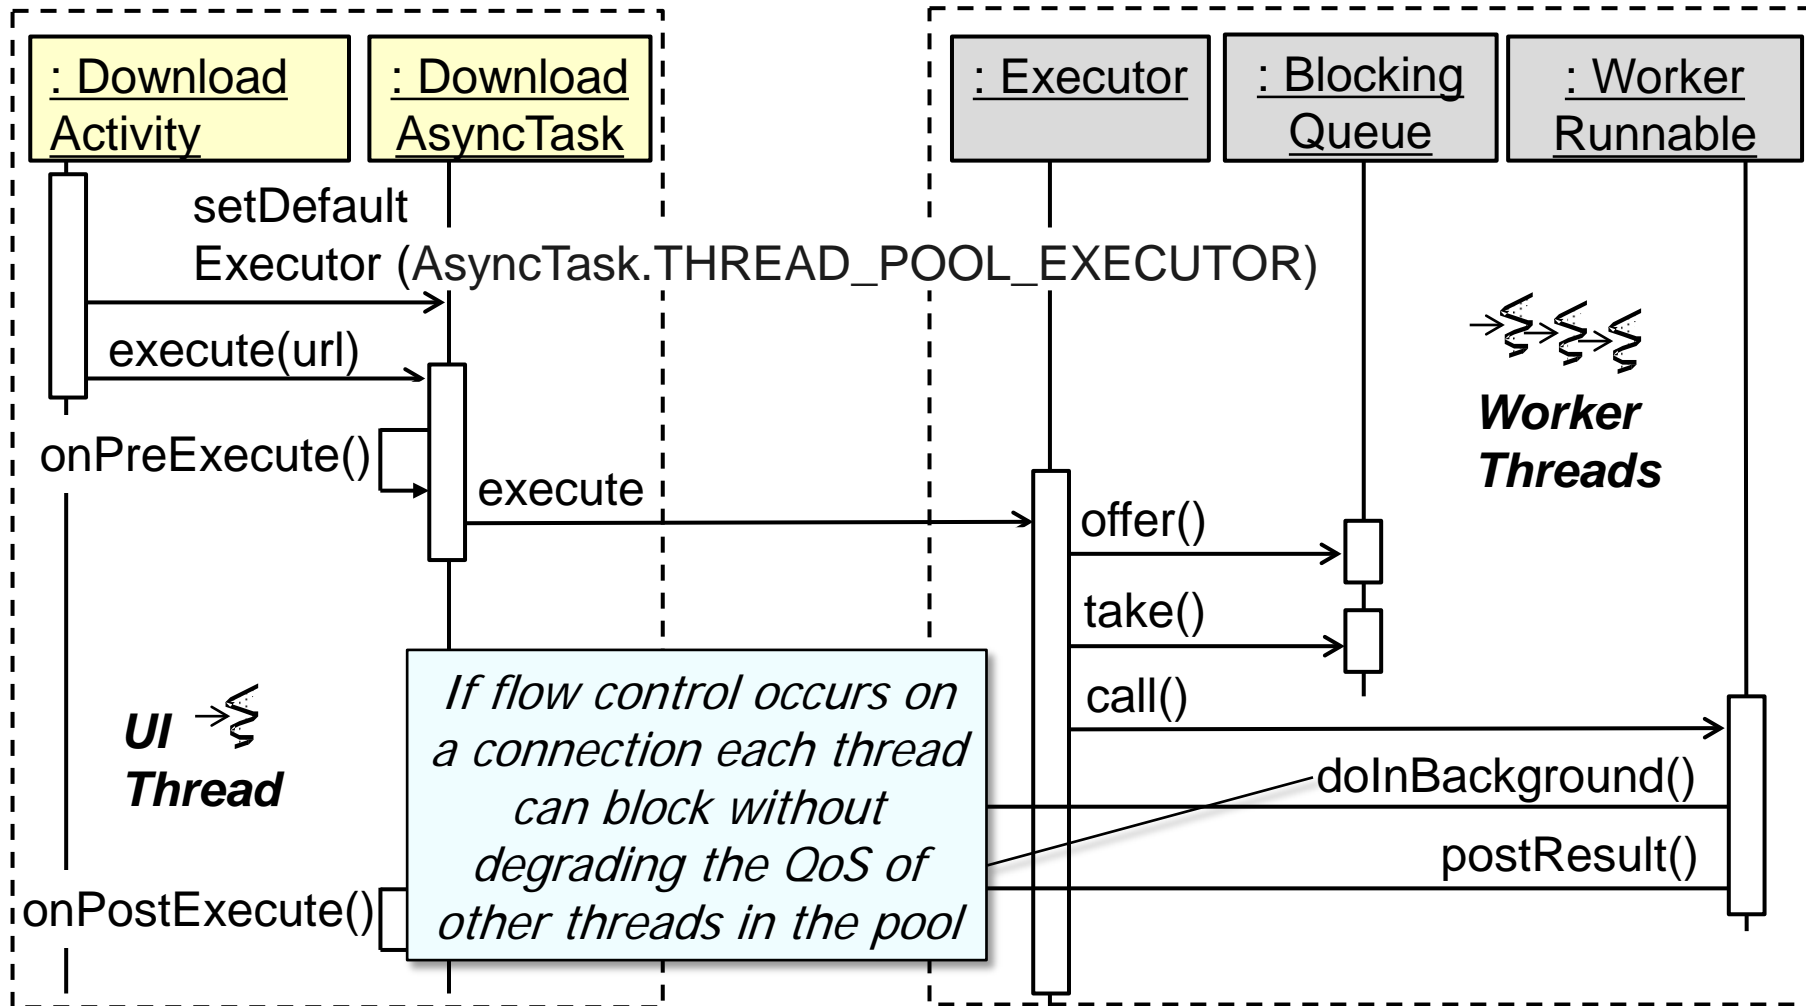 : Download
Activity
: Download
AsyncTask
: Executor
: Blocking
Queue
: Worker
Runnable
setDefault
Executor (AsyncTask.THREAD_POOL_EXECUTOR)
execute(url)
onPreExecute()
execute
offer()
take()
call()
doInBackground()
postResult()
onPostExecute()
Worker
Threads
UI
Thread
If flow control occurs on
a connection each thread
can block without
degrading the QoS of
other threads in the pool